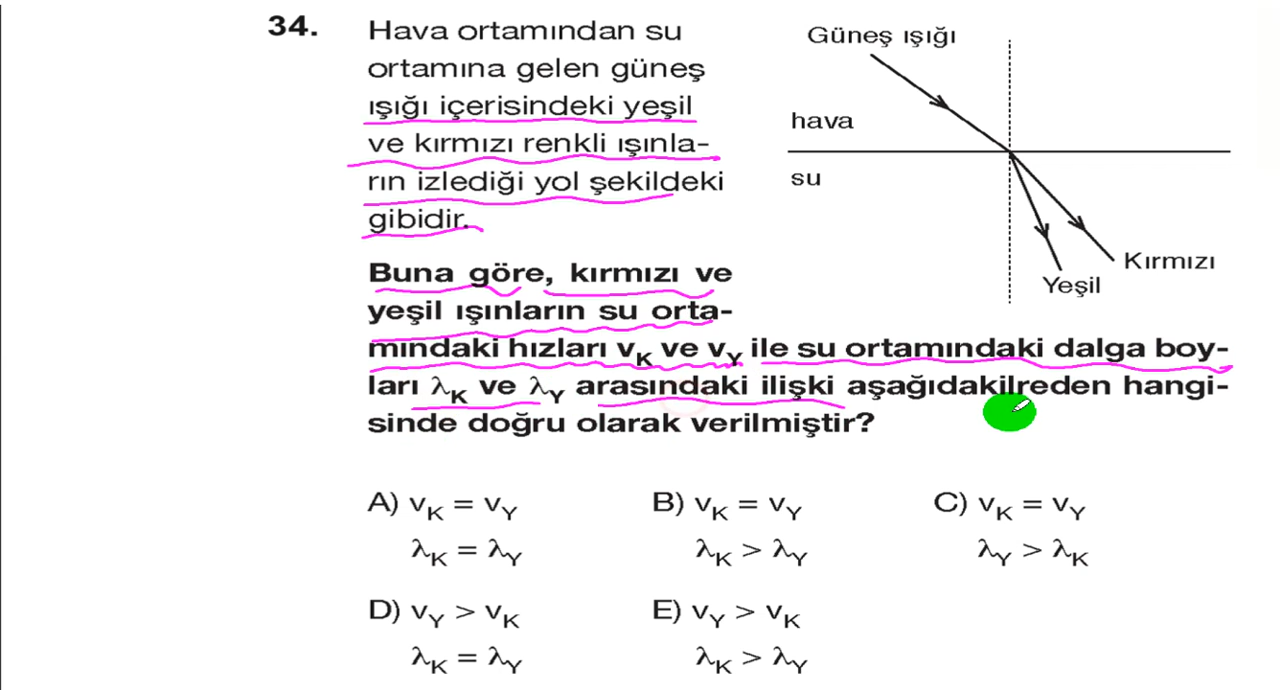 34.
Hava ortamından su
ortamına gelen güneş
ışığı içerisindeki yeşil
ve kırmızı renkli ışınla-
rın izlediği yol şekildeki
gibidir.
Güneş ışığı
hava
su
Kırmızı
Yeşil
Buna göre, kırmızı ve
yeşil ışınların su orta-
mındaki hızları vK ve vY ile su ortamındaki dalga boy-
ları λK ve λY arasındaki ilişki aşağıdakilreden hangi-
sinde doğru olarak verilmiştir?
A) vK = vY B) vK = vY C) vK = vY
λK = λY λK > λY λY > λK
D) vY > vK E) vY > vK
λK = λY λK > λY